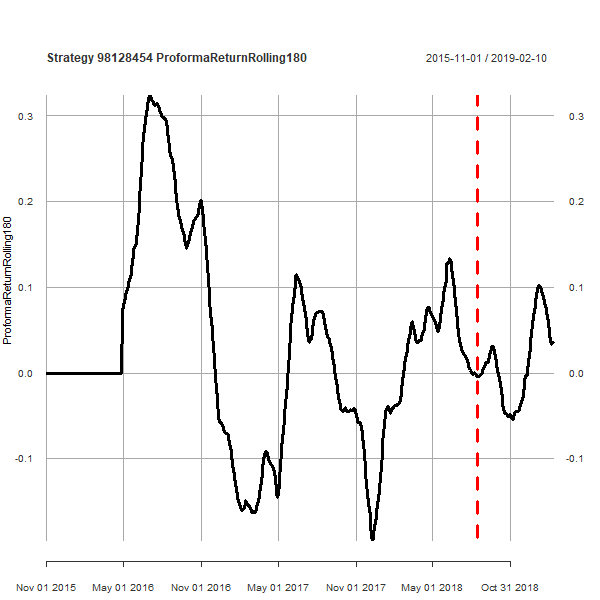 Strategy 98128454 ProformaReturnRolling180
2015-11-01 / 2019-02-10
ProformaReturnRolling180
0.3 0.3
0.2 0.2
0.1 0.1
0.0 0.0
-0.1 -0.1
Nov 01 2015 May 01 2016 Nov 01 2016 May 01 2017 Nov 01 2017 May 01 2018 Oct 31 2018